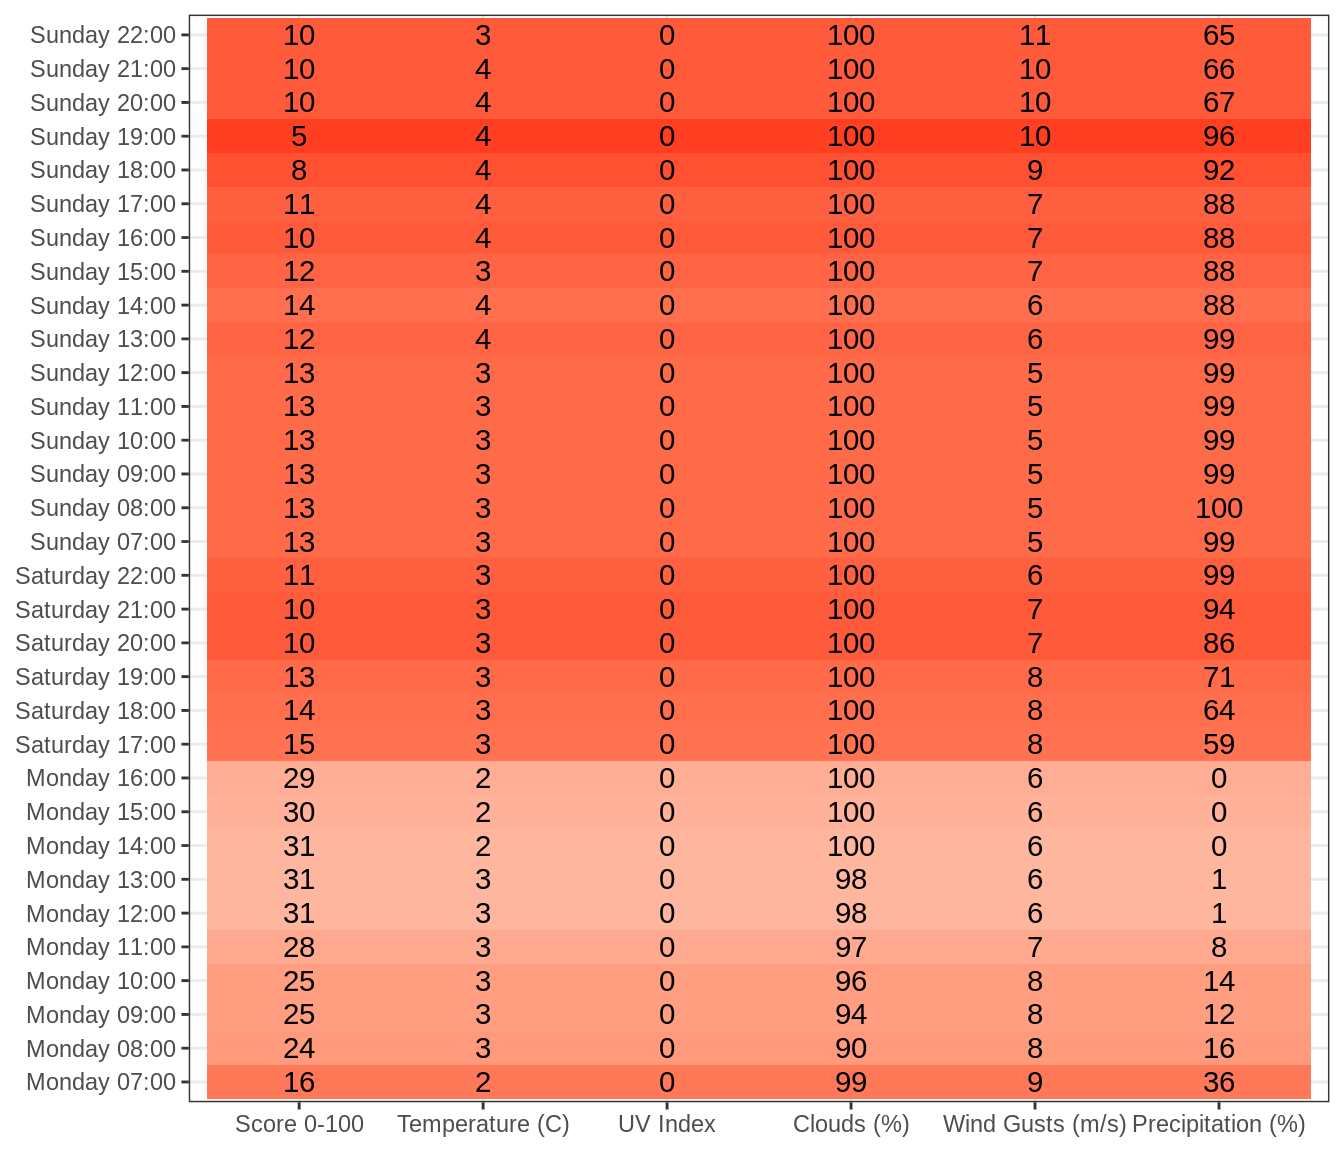 Sunday 22:00 10 3 0 100 11 65
Sunday 21:00 10 4 0 100 10 66
Sunday 20:00 10 4 0 100 10 67
Sunday 19:00 5 4 0 100 10 96
Sunday 18:00 8 4 0 100 9 92
Sunday 17:00 11 4 0 100 7 88
Sunday 16:00 10 4 0 100 7 88
Sunday 15:00 12 3 0 100 7 88
Sunday 14:00 14 4 0 100 6 88
Sunday 13:00 12 4 0 100 6 99
Sunday 12:00 13 3 0 100 5 99
Sunday 11:00 13 3 0 100 5 99
Sunday 10:00 13 3 0 100 5 99
Sunday 09:00 13 3 0 100 5 99
Sunday 08:00 13 3 0 100 5 100
Sunday 07:00 13 3 0 100 5 99
Saturday 22:00 11 3 0 100 6 99
Saturday 21:00 10 3 0 100 7 94
Saturday 20:00 10 3 0 100 7 86
Saturday 19:00 13 3 0 100 8 71
Saturday 18:00 14 3 0 100 8 64
Saturday 17:00 15 3 0 100 8 59
Monday 16:00 29 2 0 100 6 0
Monday 15:00 30 2 0 100 6 0
Monday 14:00 31 2 0 100 6 0
Monday 13:00 31 3 0 98 6 1
Monday 12:00 31 3 0 98 6 1
Monday 11:00 28 3 0 97 7 8
Monday 10:00 25 3 0 96 8 14
Monday 09:00 25 3 0 94 8 12
Monday 08:00 24 3 0 90 8 16
Monday 07:00 16 2 0 99 9 36
Score 0-100 Temperature (C) UV Index Clouds (%) Wind Gusts (m/s) Precipitation (%)